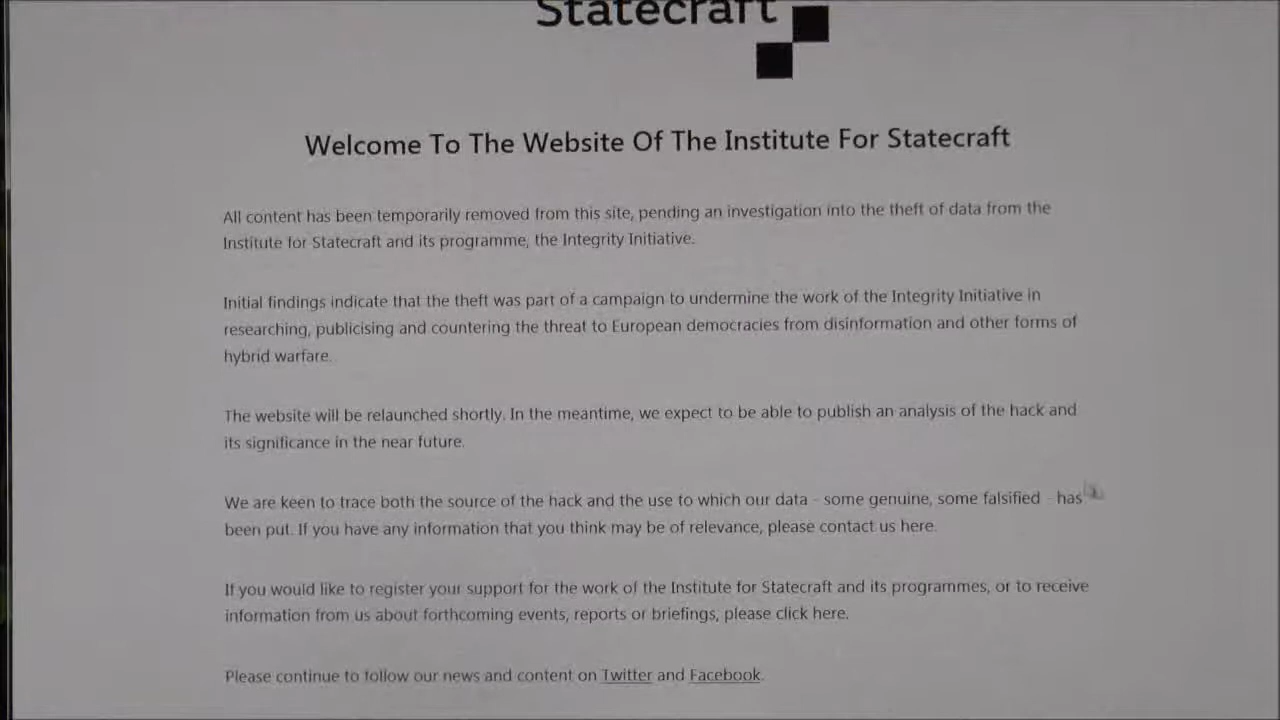 Statecraft
Welcome To The Website Of The Institute For Statecraft
All content has been temporarily removed from this site, pending an investigation into the theft of data from the
Institute for Statecraft and its programme, the Integrity Initiative.
Initial findings indicate that the theft was part of a campaign to undermine the work of the Integrity Initiative in
researching, publicising and countering the threat to European democracies from disinformation and other forms of
hybrid warfare.
The website will be relaunched shortly. In the meantime, we expect to be able to publish an analysis of the hack and
its significance in the near future.
We are keen to trace both the source of the hack and the use to which our data - some genuine, some falsified - has
been put. If you have any information that you think may be of relevance, please contact us here.
If you would like to register your support for the work of the Institute for Statecraft and its programmes, or to receive
information from us about forthcoming events, reports or briefings, please click here.
Please continue to follow our news and content on Twitter and Facebook.